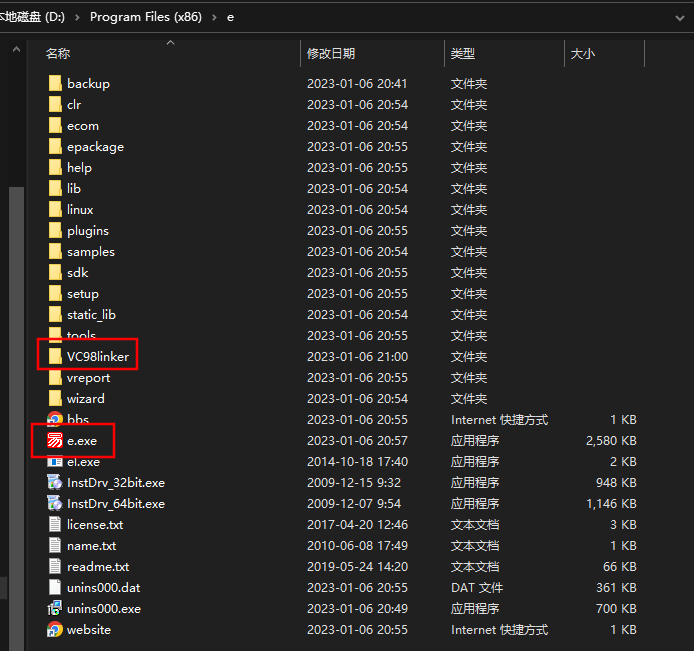 本地磁盘 (D:) > Program Files (x86) > e
名称 修改日期 类型 大小
backup 2023-01-06 20:41 文件夹
clr 2023-01-06 20:54 文件夹
ecom 2023-01-06 20:54 文件夹
epackage 2023-01-06 20:55 文件夹
help 2023-01-06 20:55 文件夹
lib 2023-01-06 20:54 文件夹
linux 2023-01-06 20:54 文件夹
plugins 2023-01-06 20:55 文件夹
samples 2023-01-06 20:54 文件夹
sdk 2023-01-06 20:55 文件夹
setup 2023-01-06 20:55 文件夹
static_lib 2023-01-06 20:54 文件夹
tools 2023-01-06 20:55 文件夹
VC98linker 2023-01-06 21:00 文件夹
vreport 2023-01-06 20:55 文件夹
wizard 2023-01-06 20:54 文件夹
bbs 2023-01-06 20:55 Internet 快捷方式 1 KB
易 e.exe 2023-01-06 20:57 应用程序 2,580 KB
el.exe 2014-10-18 17:40 应用程序 2 KB
InstDrv_32bit.exe 2009-12-15 9:32 应用程序 948 KB
InstDrv_64bit.exe 2009-12-07 9:54 应用程序 1,146 KB
license.txt 2017-04-20 12:46 文本文档 3 KB
name.txt 2010-06-08 17:49 文本文档 1 KB
readme.txt 2019-05-24 14:20 文本文档 66 KB
unins000.dat 2023-01-06 20:55 DAT 文件 361 KB
unins000.exe 2023-01-06 20:49 应用程序 700 KB
website 2023-01-06 20:55 Internet 快捷方式 1 KB